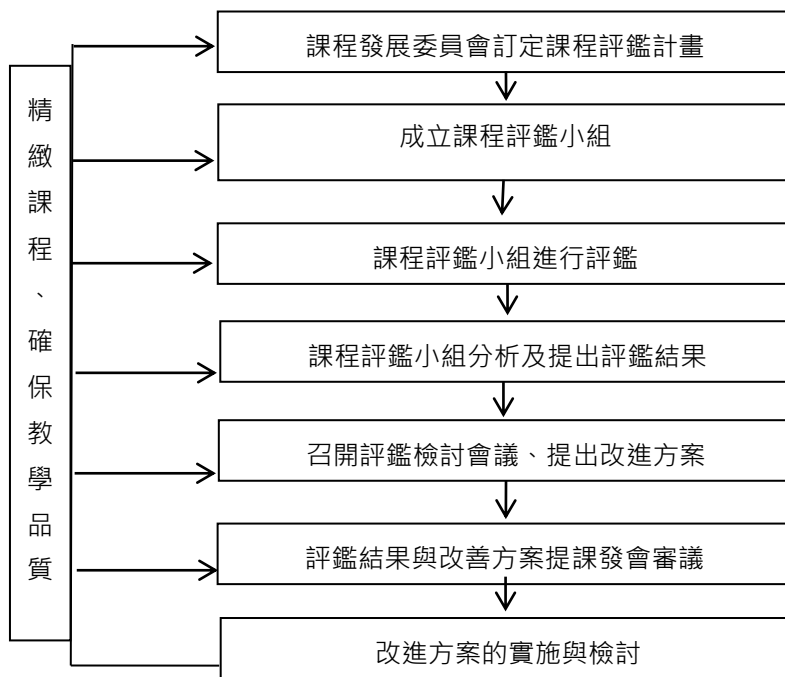 精緻課程、確保教學品質
課程發展委員會訂定課程評鑑計畫
成立課程評鑑小組
課程評鑑小組進行評鑑
課程評鑑小組分析及提出評鑑結果
召開評鑑檢討會議、提出改進方案
評鑑結果與改善方案提課發會審議
改進方案的實施與檢討